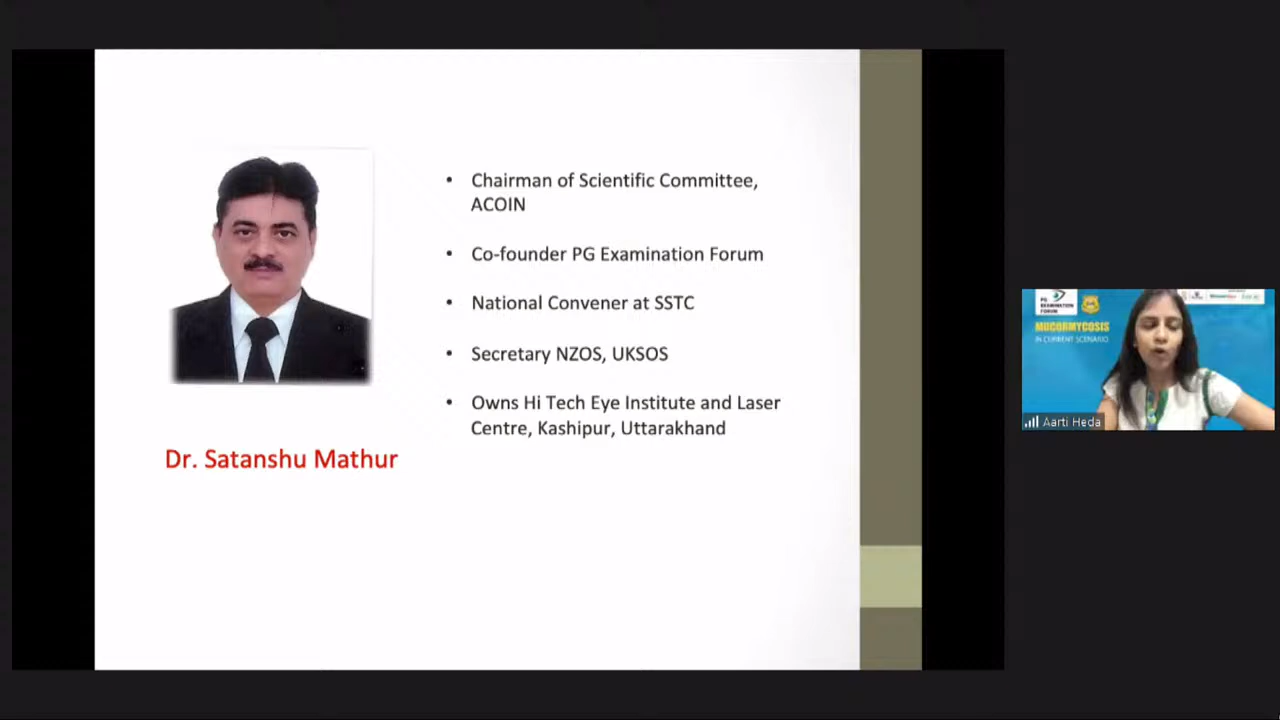 • Chairman of Scientific Committee,
ACOIN
• Co-founder PG Examination Forum
• National Convener at SSTC
• Secretary NZOS, UKSOS
• Owns Hi Tech Eye Institute and Laser
Centre, Kashipur, Uttarakhand
Dr. Satanshu Mathur
PG
EXAMINATION
FORUM
MUCORMYCOSIS
IN CURRENT SCENARIO
Aarti Heda